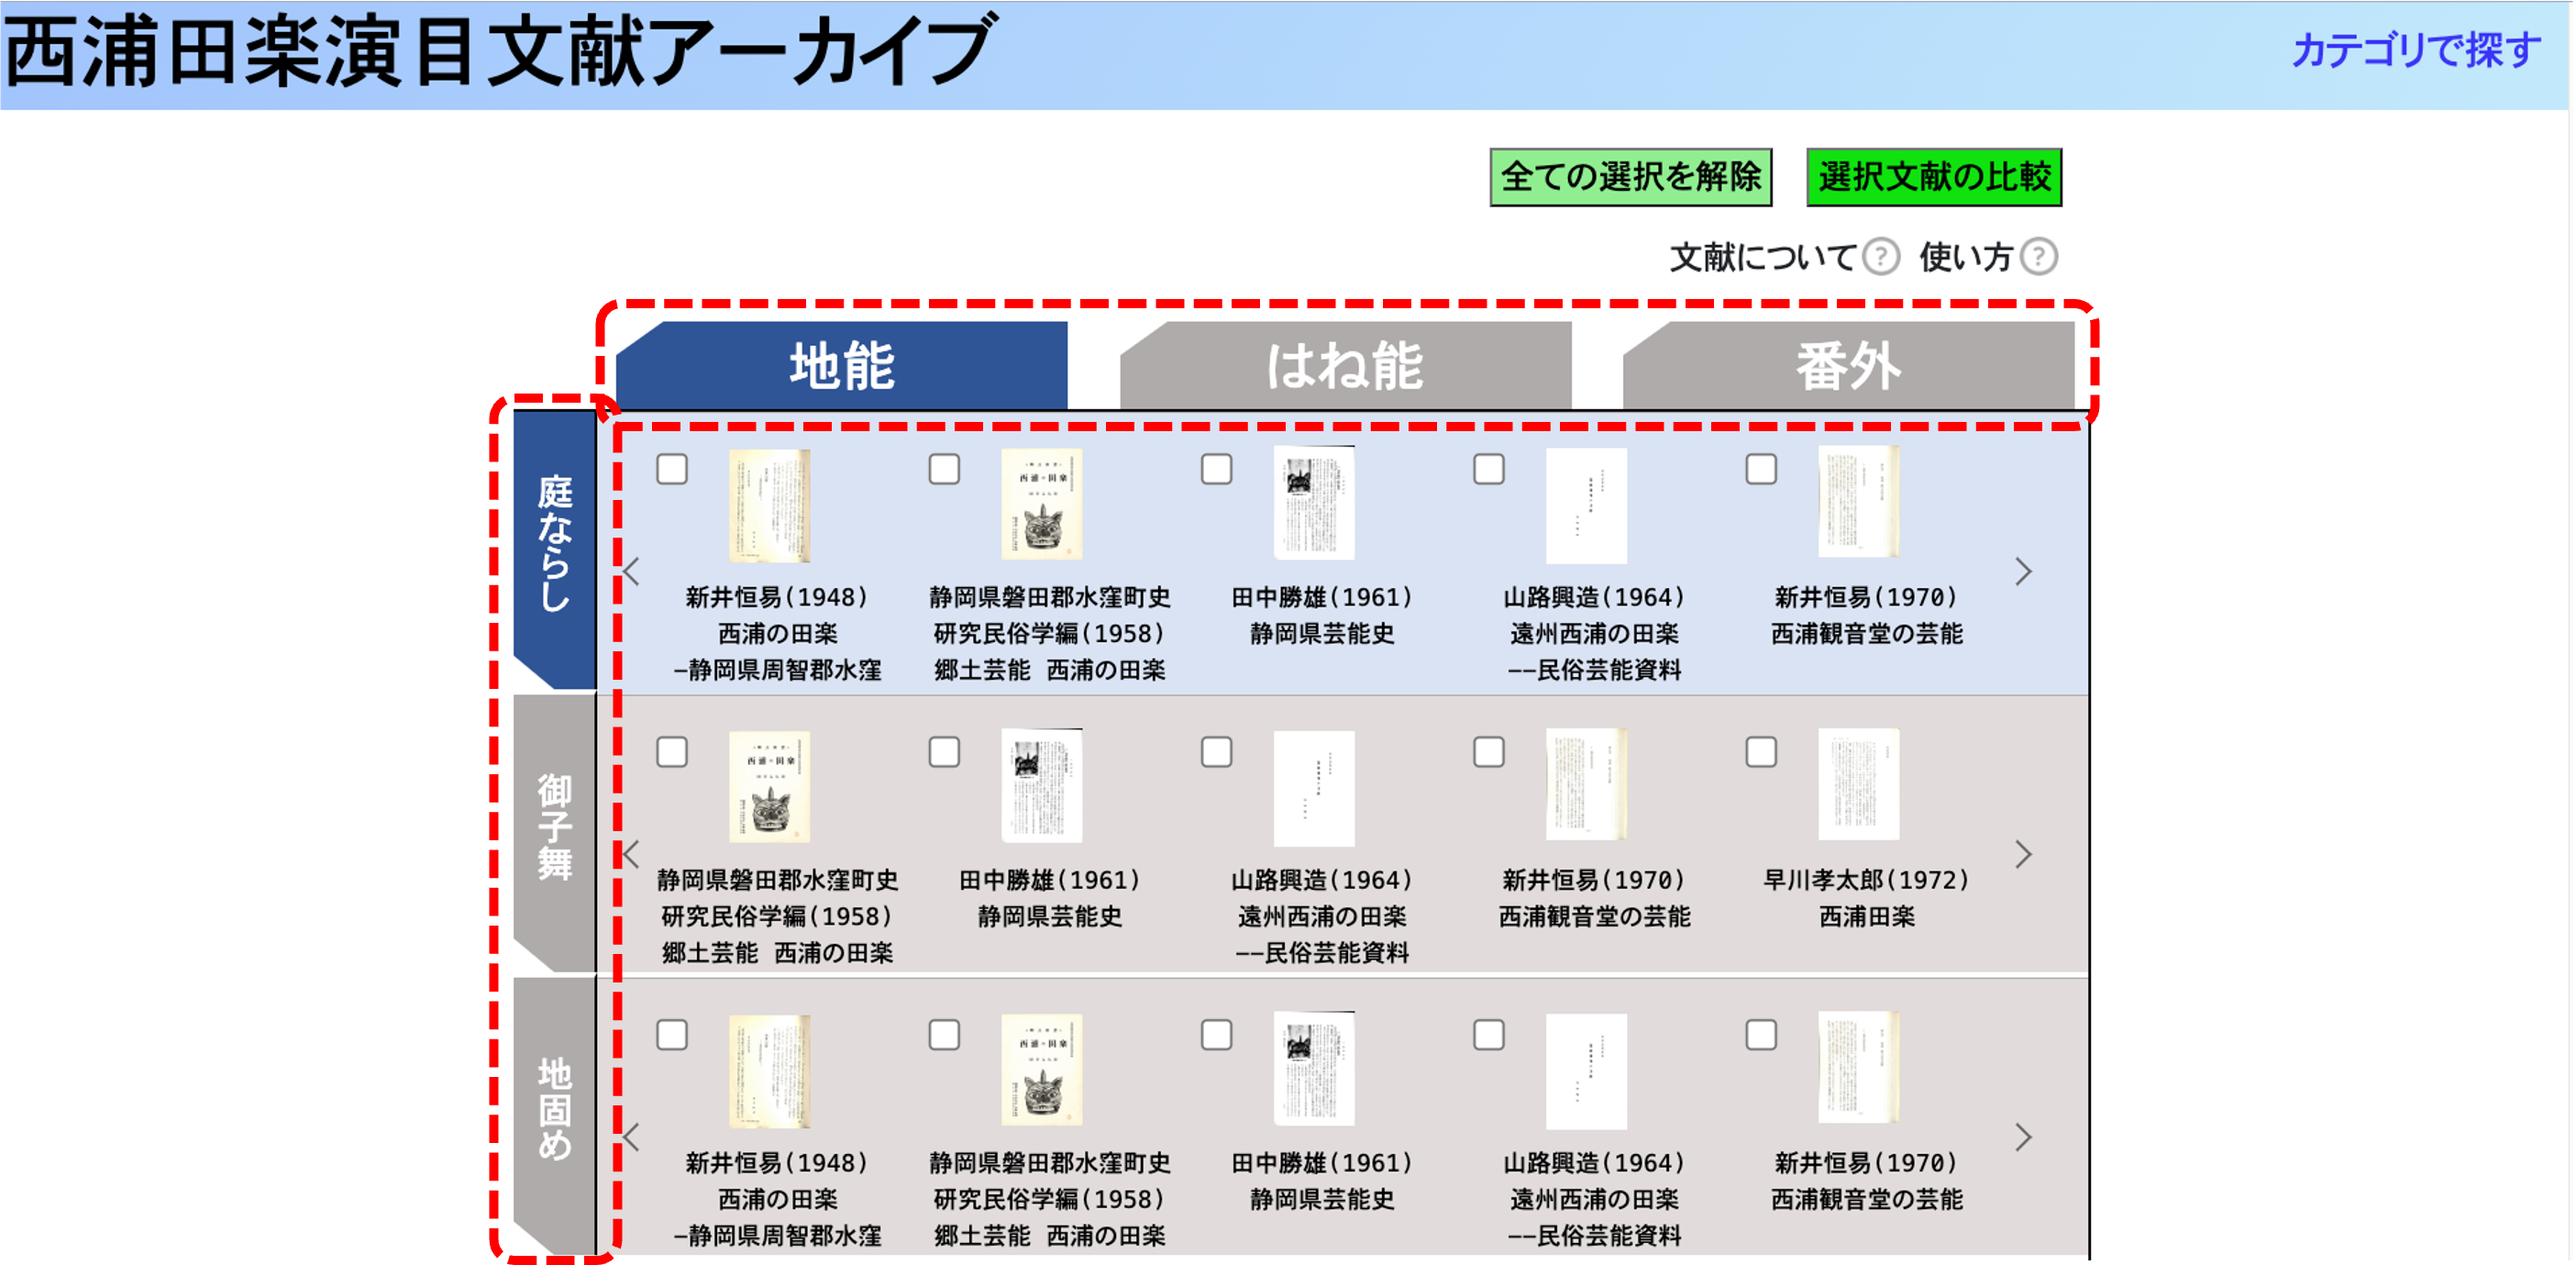 西浦田楽演目文献アーカイブ
カテゴリで探す
全ての選択を解除
選択文献の比較
文献について?
使い方?
地能
はね能
番外
庭ならし
新井恒易(1948)
西浦の田楽
—静岡県周智郡水窪
静岡県磐田郡水窪町史
研究民俗学編(1958)
郷土芸能 西浦の田楽
田中勝雄(1961)
静岡県芸能史
山路興造(1964)
遠州西浦の田楽
——民俗芸能資料
新井恒易(1970)
西浦観音堂の芸能
御子舞
静岡県磐田郡水窪町史
研究民俗学編(1958)
郷土芸能 西浦の田楽
田中勝雄(1961)
静岡県芸能史
山路興造(1964)
遠州西浦の田楽
——民俗芸能資料
新井恒易(1970)
西浦観音堂の芸能
早川孝太郎(1972)
西浦田楽
地固め
新井恒易(1948)
西浦の田楽
—静岡県周智郡水窪
静岡県磐田郡水窪町史
研究民俗学編(1958)
郷土芸能 西浦の田楽
田中勝雄(1961)
静岡県芸能史
山路興造(1964)
遠州西浦の田楽
——民俗芸能資料
新井恒易(1970)
西浦観音堂の芸能